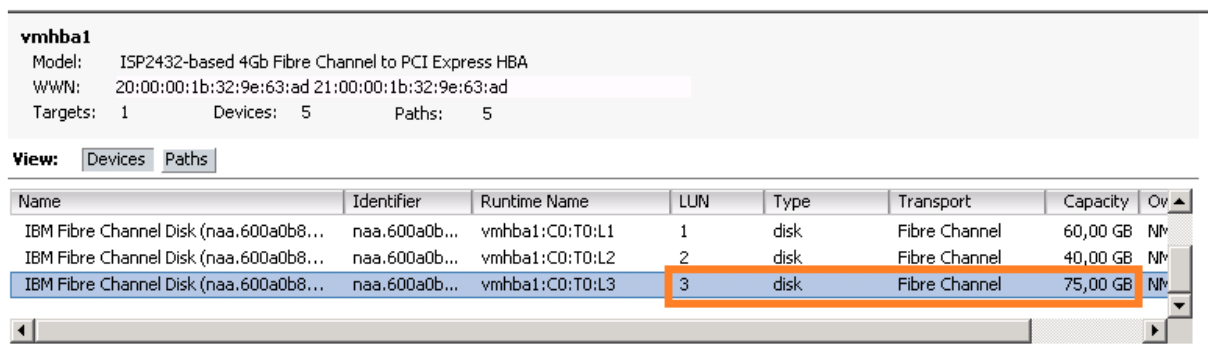 vmhba1
Model: ISP2432-based 4Gb Fibre Channel to PCI Express HBA
WWN: 20:00:00:1b:32:9e:63:ad 21:00:00:1b:32:9e:63:ad
Targets: 1 Devices: 5 Paths: 5
View: Devices Paths
Name Identifier Runtime Name LUN Type Transport Capacity Ow
IBM Fibre Channel Disk (naa.600a0b8... naa.600a0b... vmhba1:C0:T0:L1 1 disk Fibre Channel 60,00 GB NM
IBM Fibre Channel Disk (naa.600a0b8... naa.600a0b... vmhba1:C0:T0:L2 2 disk Fibre Channel 40,00 GB NM
IBM Fibre Channel Disk (naa.600a0b8... naa.600a0b... vmhba1:C0:T0:L3 3 disk Fibre Channel 75,00 GB NM